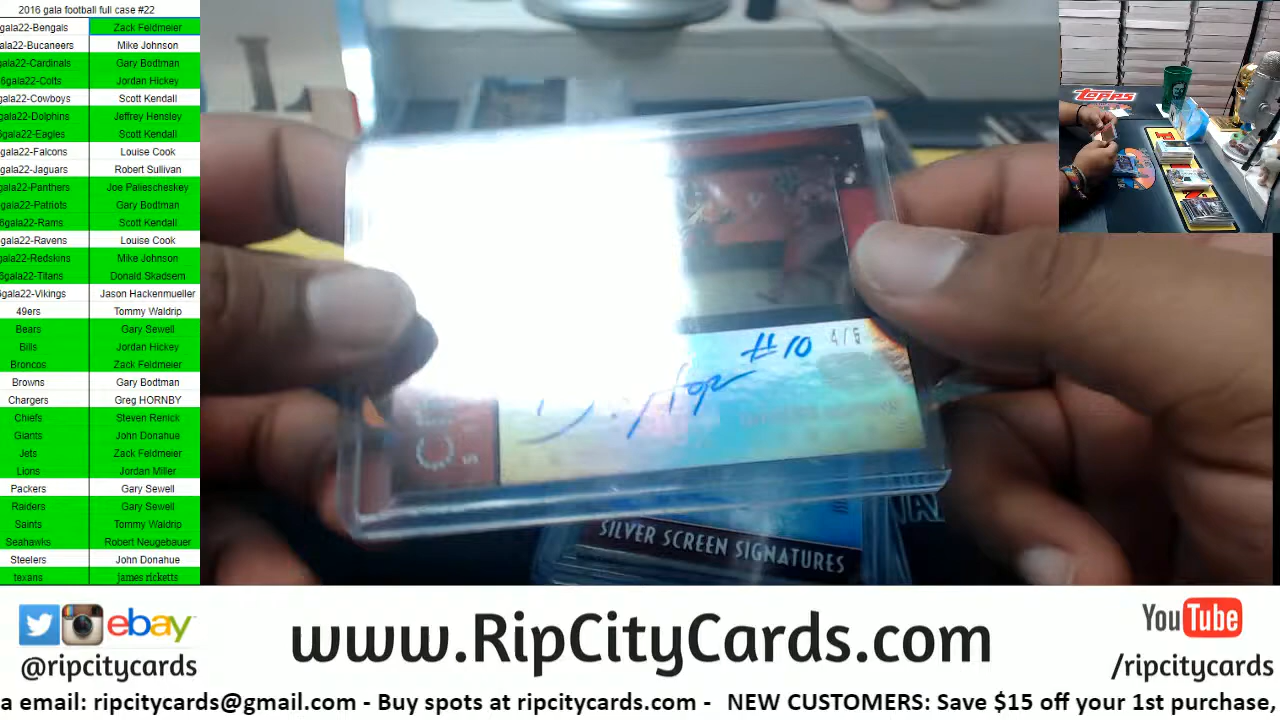 2016 gala football full case #22
gala22-Bengals Zack Feldmeier
ala22-Bucaneers Mike Johnson
gala22-Cardinals Gary Bodtman
6gala22-Colts Jordan Hickey
gala22-Cowboys Scott Kendall
gala22-Dolphins Jeffrey Hensley
6gala22-Eagles Scott Kendall
gala22-Falcons Louise Cook
gala22-Jaguars Robert Sullivan
gala22-Panthers Joe Paliescheskey
gala22-Patriots Gary Bodtman
6gala22-Rams Scott Kendall
gala22-Ravens Louise Cook
gala22-Redskins Mike Johnson
6gala22-Titans Donald Skadsem
gala22-Vikings Jason Hackenmueller
49ers Tommy Waldrip
Bears Gary Sewell
Bills Jordan Hickey
Broncos Zack Feldmeier
Browns Gary Bodtman
Chargers Greg HORNBY
Chiefs Steven Renick
Giants John Donahue
Jets Zack Feldmeier
Lions Jordan Miller
Packers Gary Sewell
Raiders Gary Sewell
Saints Tommy Waldrip
Seahawks Robert Neugebauer
Steelers John Donahue
texans james ricketts
topps
#10
4/5
SILVER SCREEN SIGNATURES
ebay
@ripcitycards
www.RipCityCards.com
YouTube
/ripcitycards
a email: ripcitycards@gmail.com - Buy spots at ripcitycards.com - NEW CUSTOMERS: Save $15 off your 1st purchase,